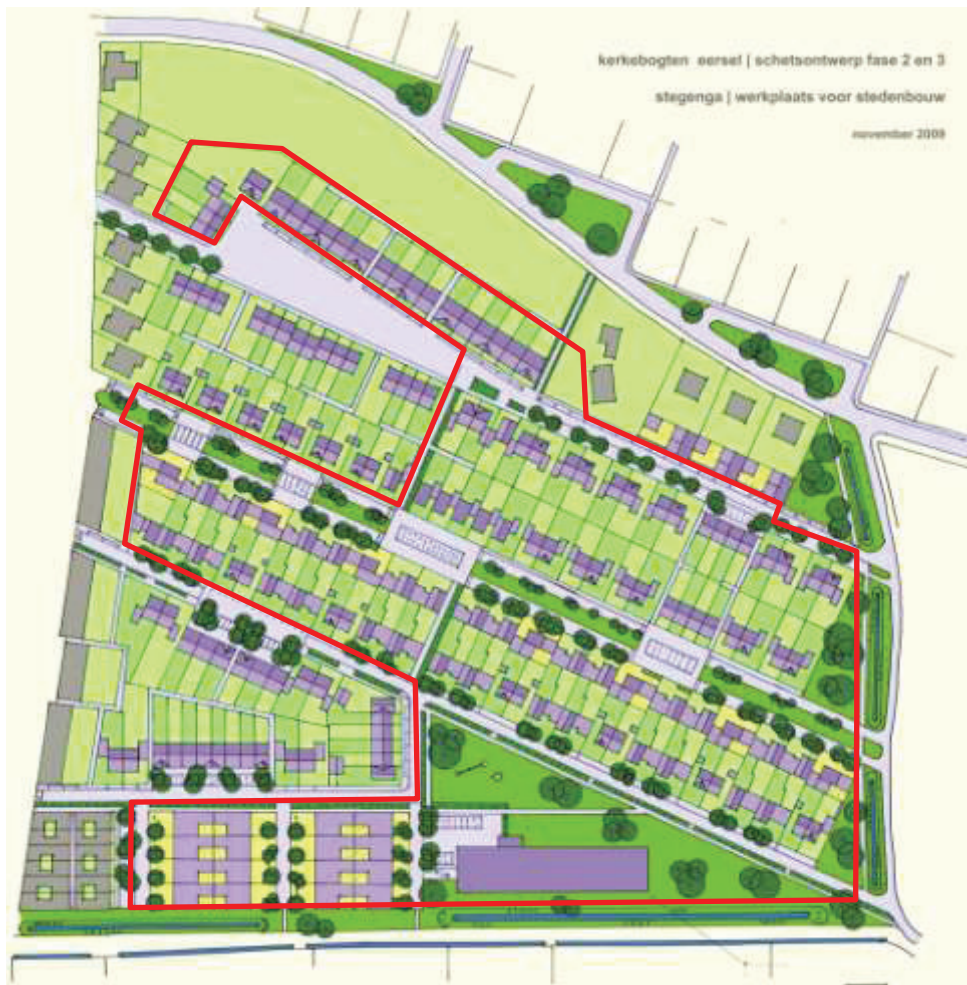 kerkebogten eersel | schetsontwerp fase 2 en 3
stegenga | werkplaats voor stedenbouw
november 2009